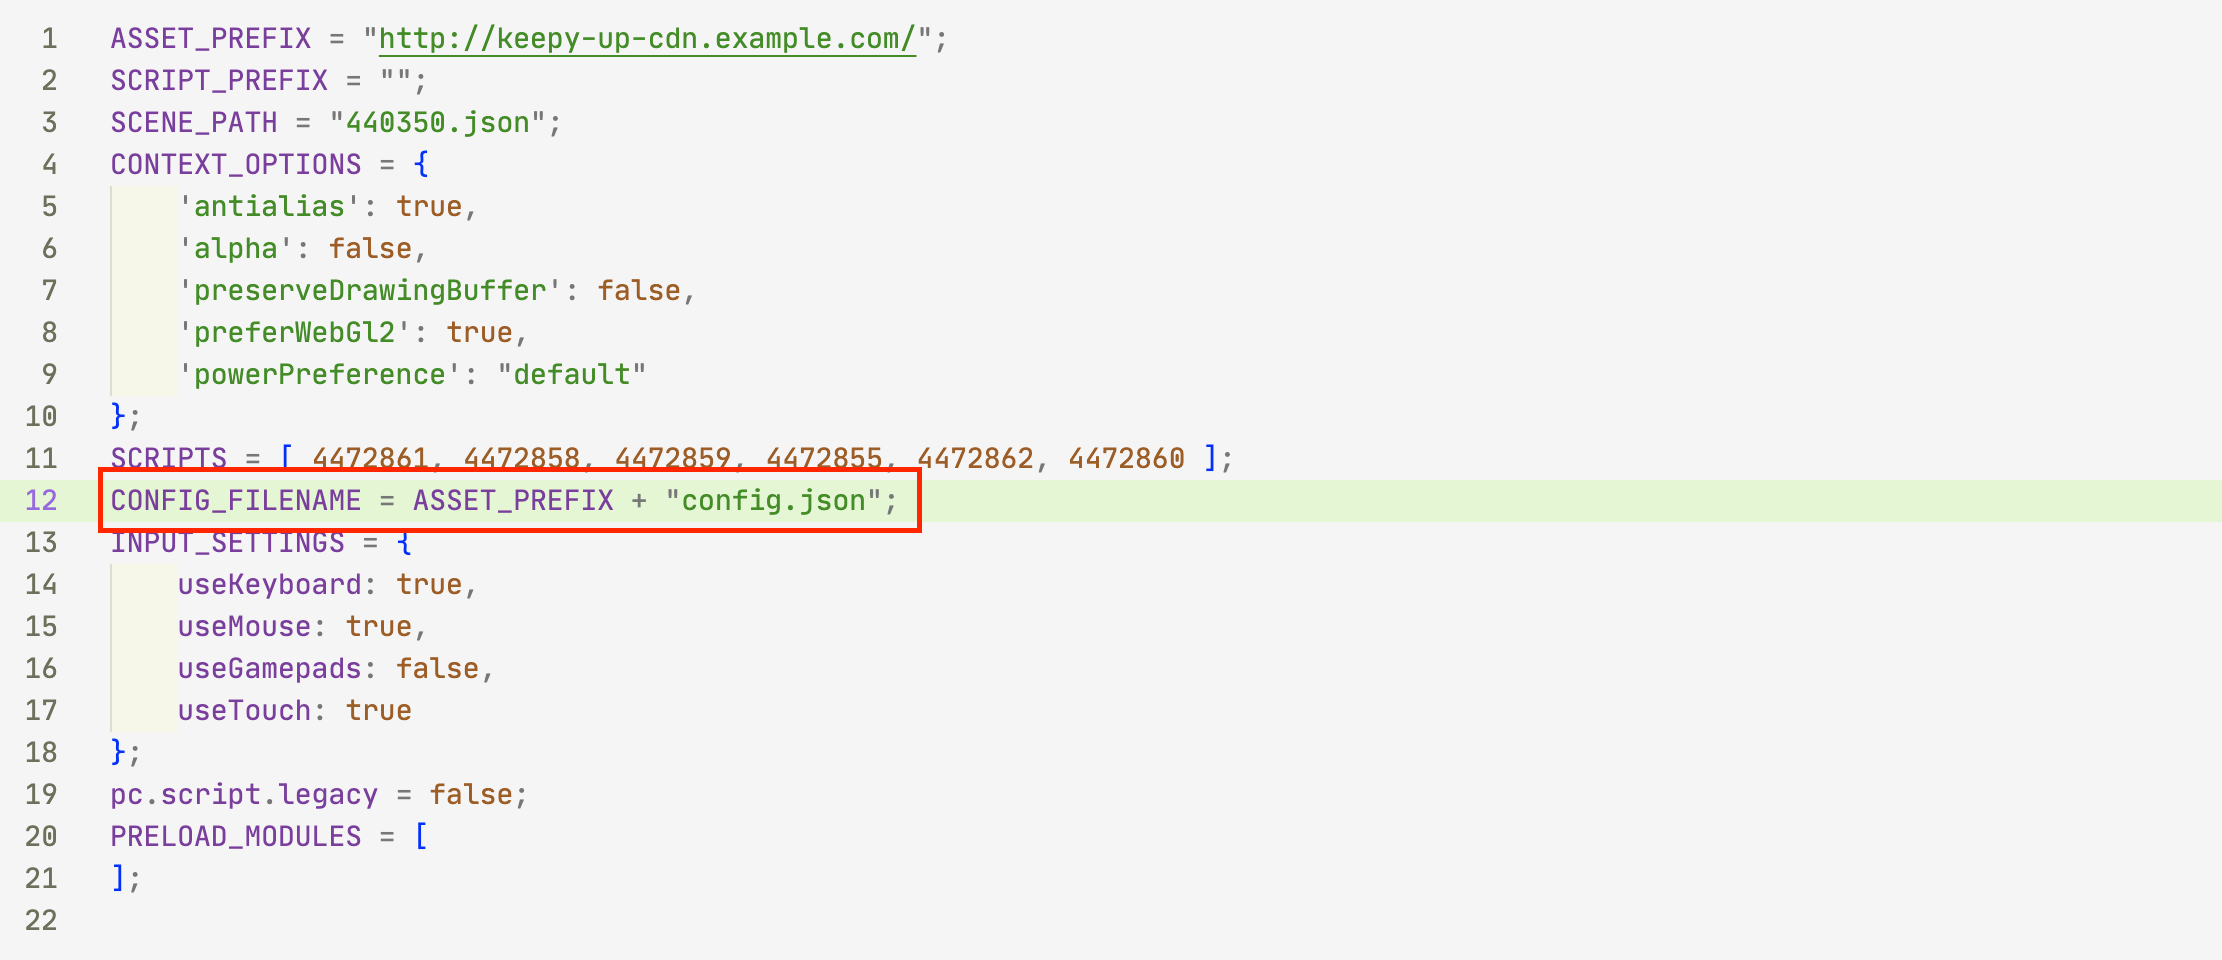 1 ASSET_PREFIX = "http://keepy-up-cdn.example.com/";
2 SCRIPT_PREFIX = "";
3 SCENE_PATH = "440350.json";
4 CONTEXT_OPTIONS = {
5     'antialias': true,
6     'alpha': false,
7     'preserveDrawingBuffer': false,
8     'preferWebGl2': true,
9     'powerPreference': "default"
10 };
11 SCRIPTS = [ 4472861, 4472858, 4472859, 4472855, 4472862, 4472860 ];
12 CONFIG_FILENAME = ASSET_PREFIX + "config.json";
13 INPUT_SETTINGS = {
14     useKeyboard: true,
15     useMouse: true,
16     useGamepads: false,
17     useTouch: true
18 };
19 pc.script.legacy = false;
20 PRELOAD_MODULES = [
21 ];
22